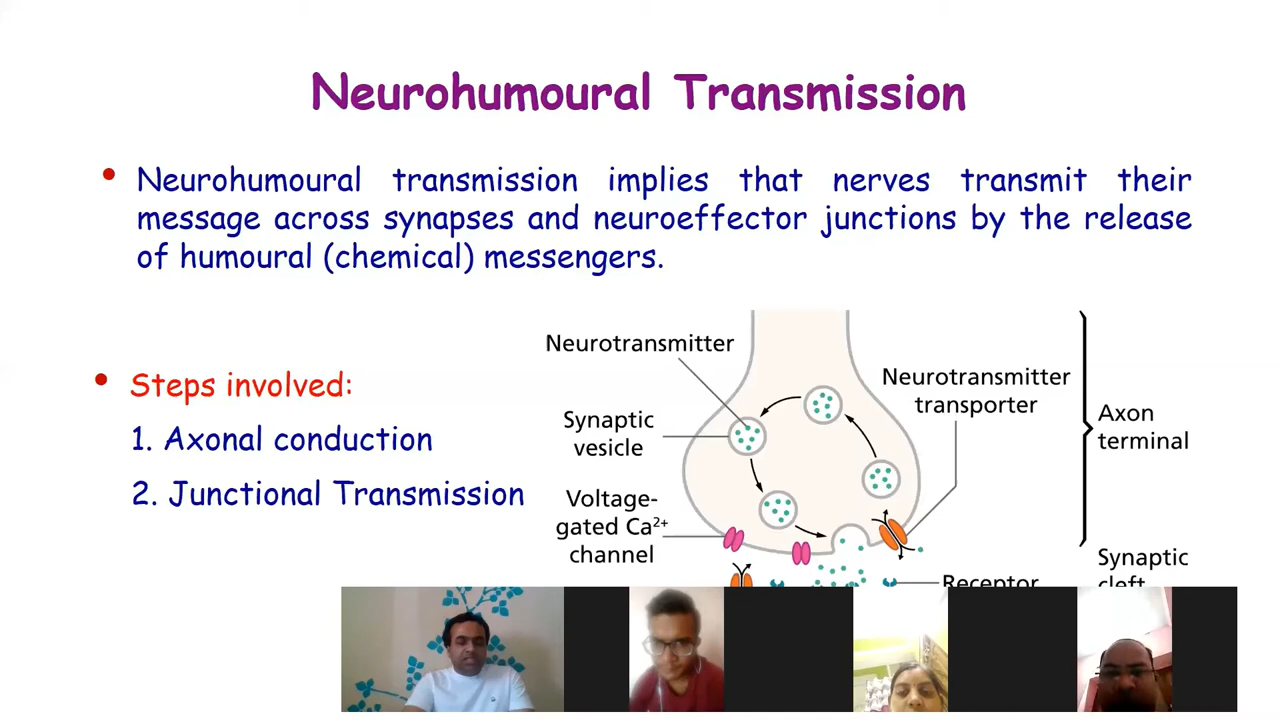 Neurohumoural Transmission
• Neurohumoural transmission implies that nerves transmit their
message across synapses and neuroeffector junctions by the release
of humoural (chemical) messengers.
• Steps involved:
1. Axonal conduction
2. Junctional Transmission
Neurotransmitter
Synaptic
vesicle
Voltage-
gated Ca²⁺
channel
Neurotransmitter
transporter
Axon
terminal
Synaptic
cleft
Receptor